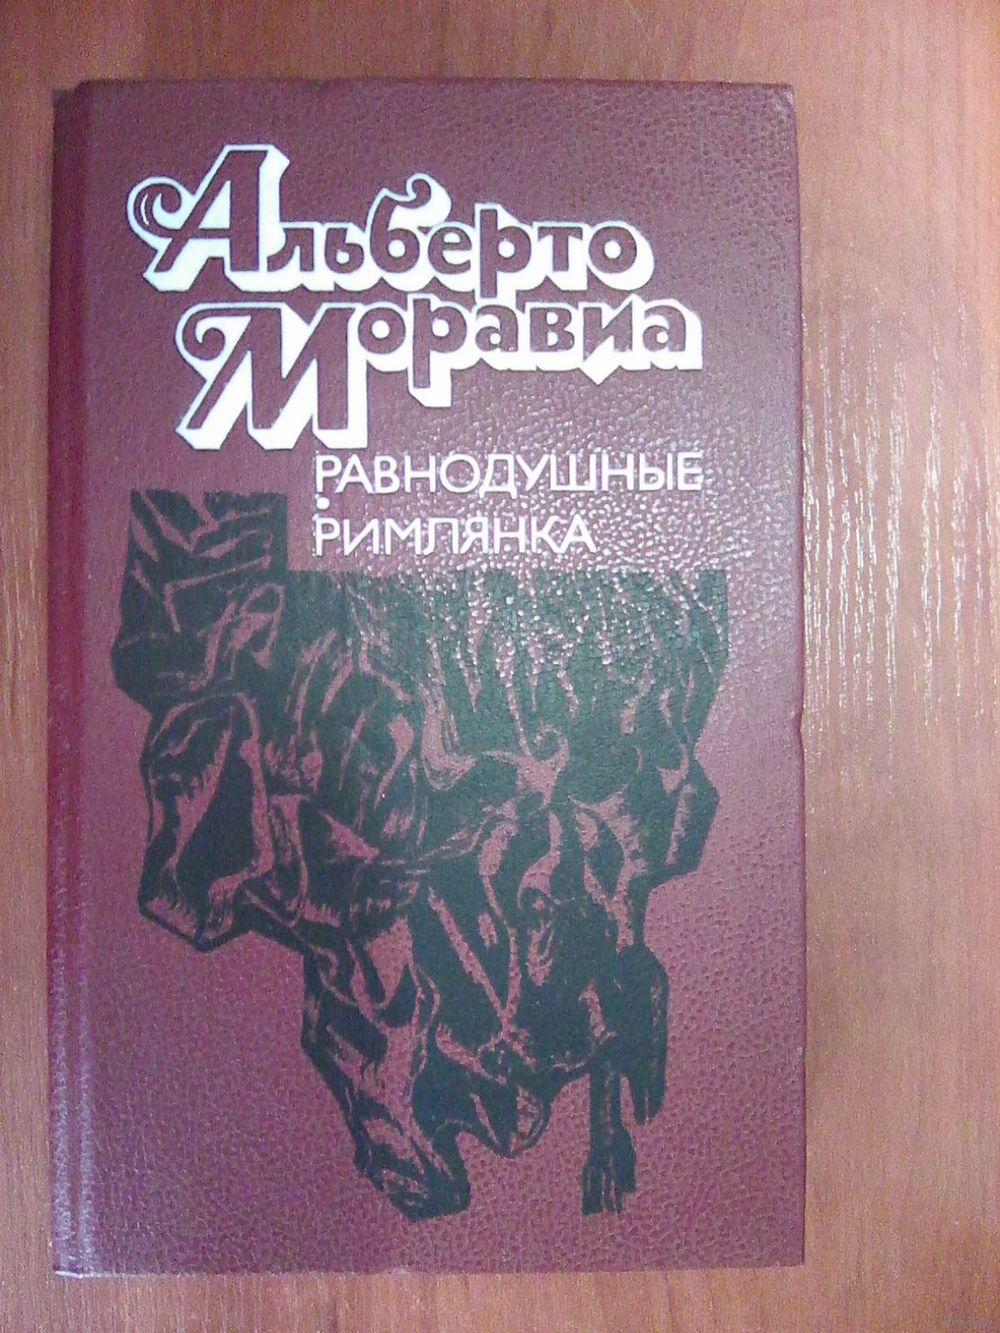 Альберто
Моравиа
РАВНОДУШНЫЕ
•
РИМЛЯНКА